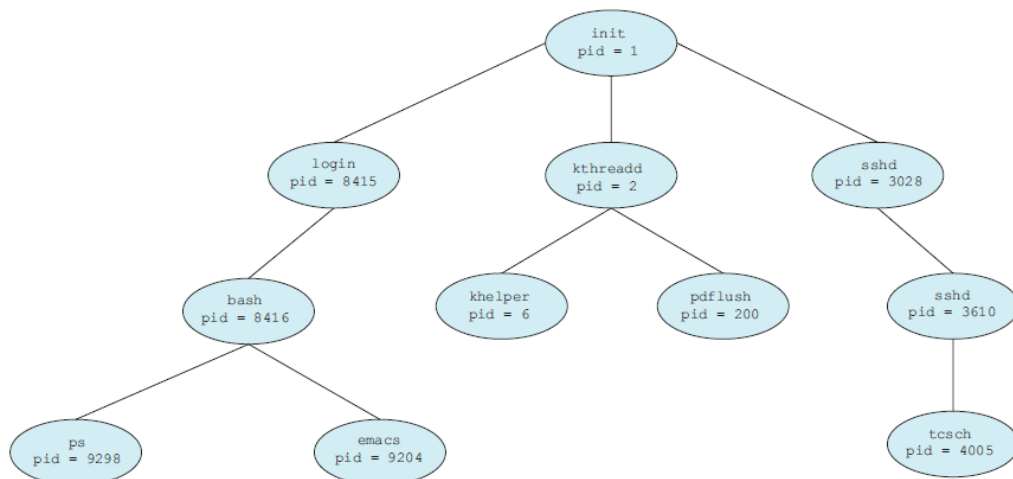 init
pid = 1
login
pid = 8415
kthreadd
pid = 2
sshd
pid = 3028
bash
pid = 8416
khelper
pid = 6
pdflush
pid = 200
sshd
pid = 3610
ps
pid = 9298
emacs
pid = 9204
tcsch
pid = 4005